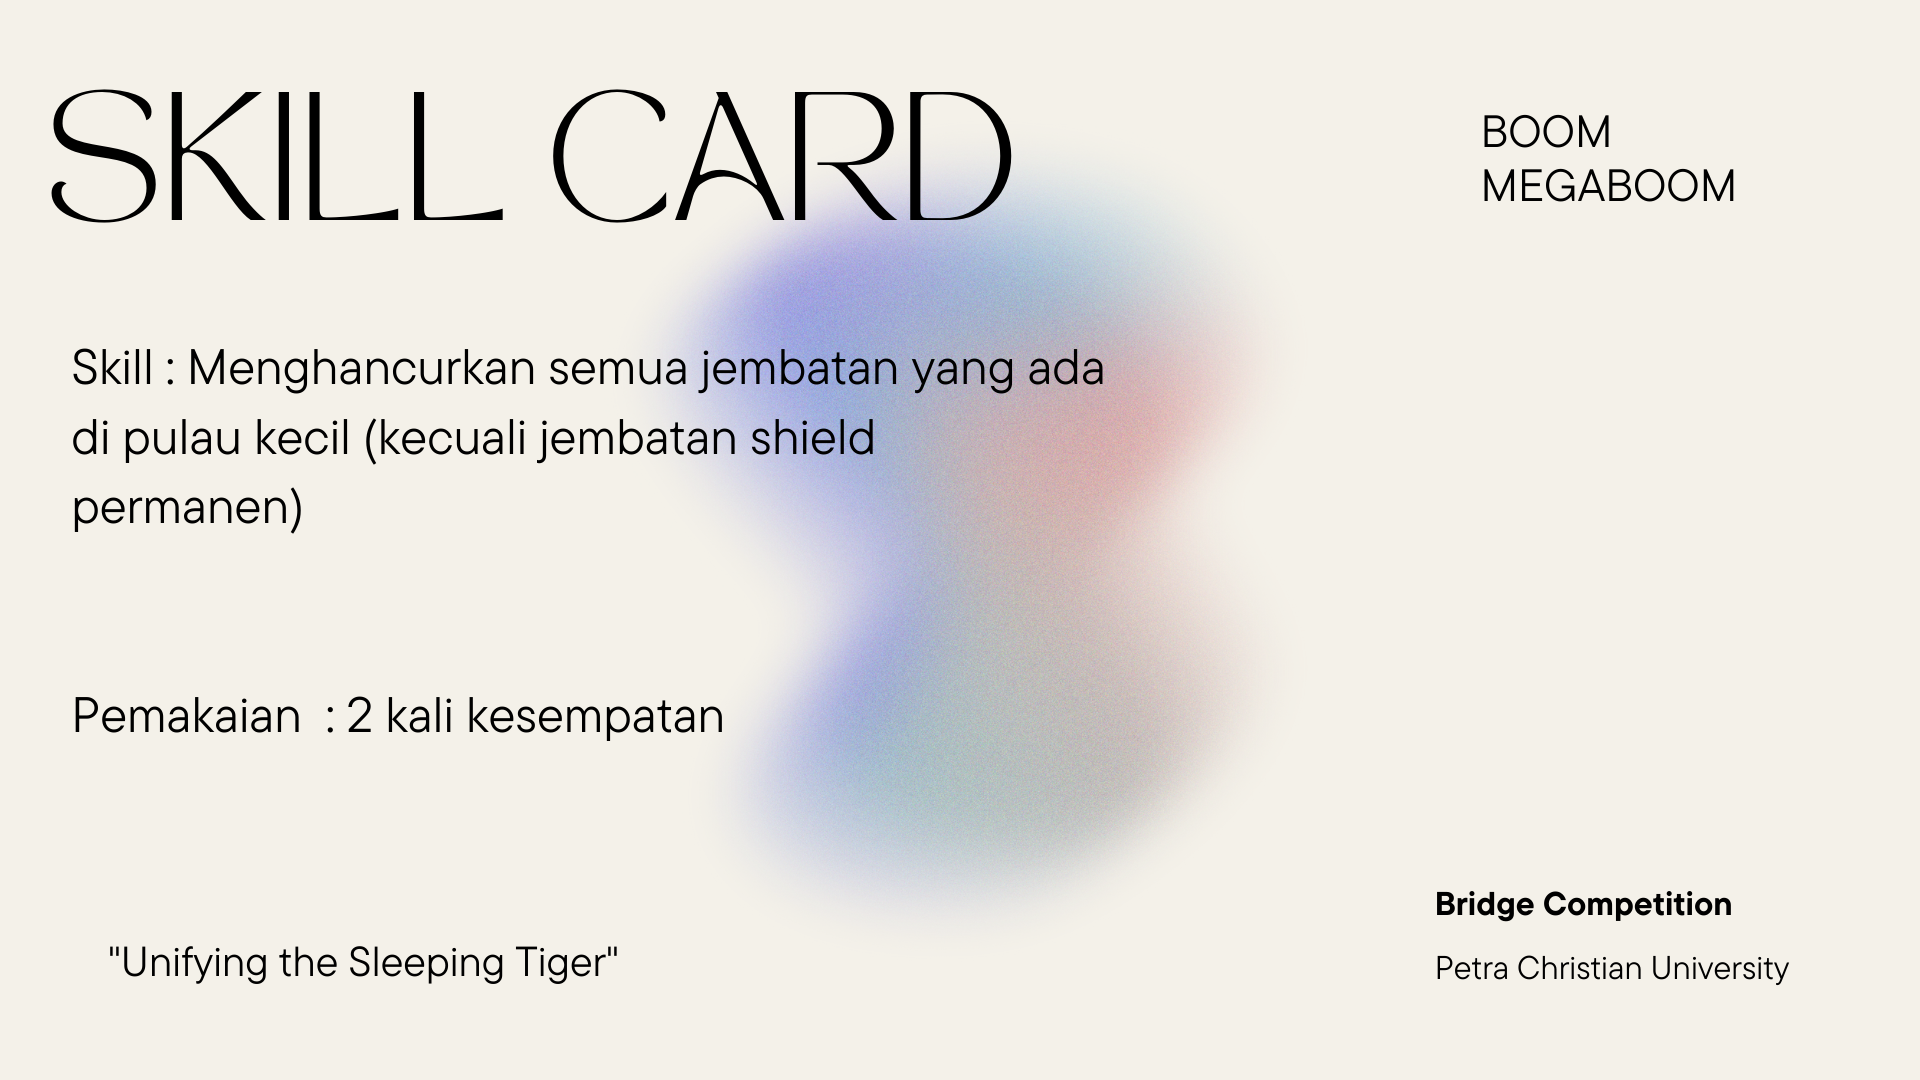 SKILL CARD
BOOM
MEGABOOM
Skill : Menghancurkan semua jembatan yang ada
di pulau kecil (kecuali jembatan shield
permanen)
Pemakaian : 2 kali kesempatan
"Unifying the Sleeping Tiger"
Bridge Competition
Petra Christian University